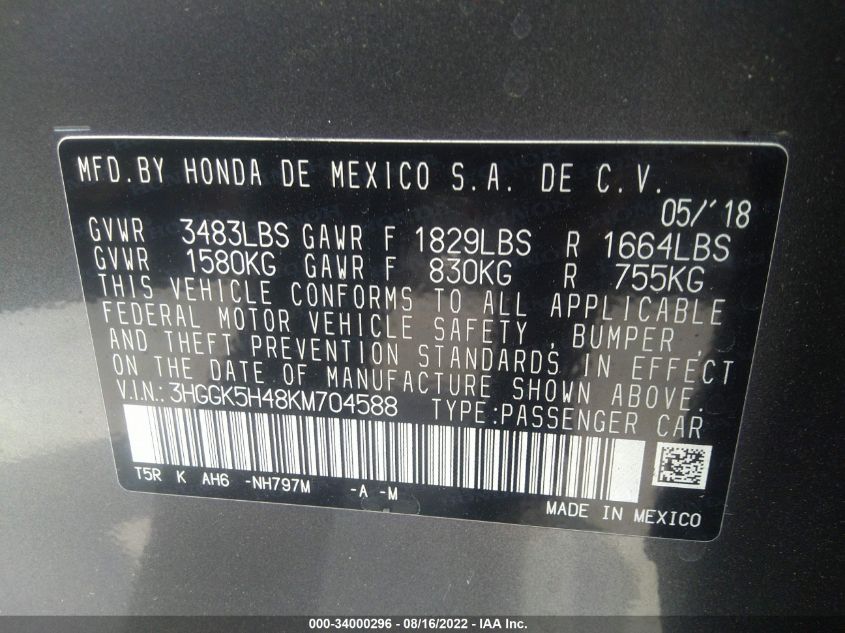 MFD.BY HONDA DE MEXICO S.A. DE C.V.
05/'18
GVWR 3483LBS GAWR F 1829LBS R 1664LBS
GVWR 1580KG GAWR F 830KG R 755KG
THIS VEHICLE CONFORMS TO ALL APPLICABLE
FEDERAL MOTOR VEHICLE SAFETY, BUMPER,
AND THEFT PREVENTION STANDARDS IN EFFECT
ON THE DATE OF MANUFACTURE SHOWN ABOVE.
V.IN.: 3HGGK5H48KM704588 TYPE:PASSENGER CAR
T5R K AH6 -NH797M -A -M
MADE IN MEXICO
000-34000296 - 08/16/2022 - IAA Inc.